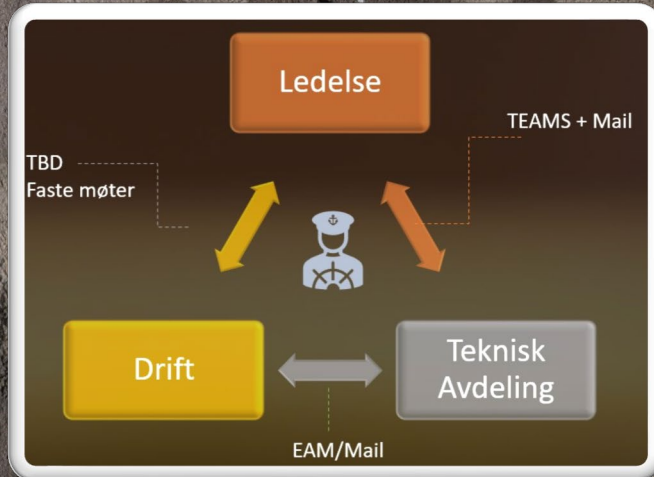 Ledelse
TEAMS + Mail
TBD
Faste møter
Drift
Teknisk
Avdeling
EAM/Mail